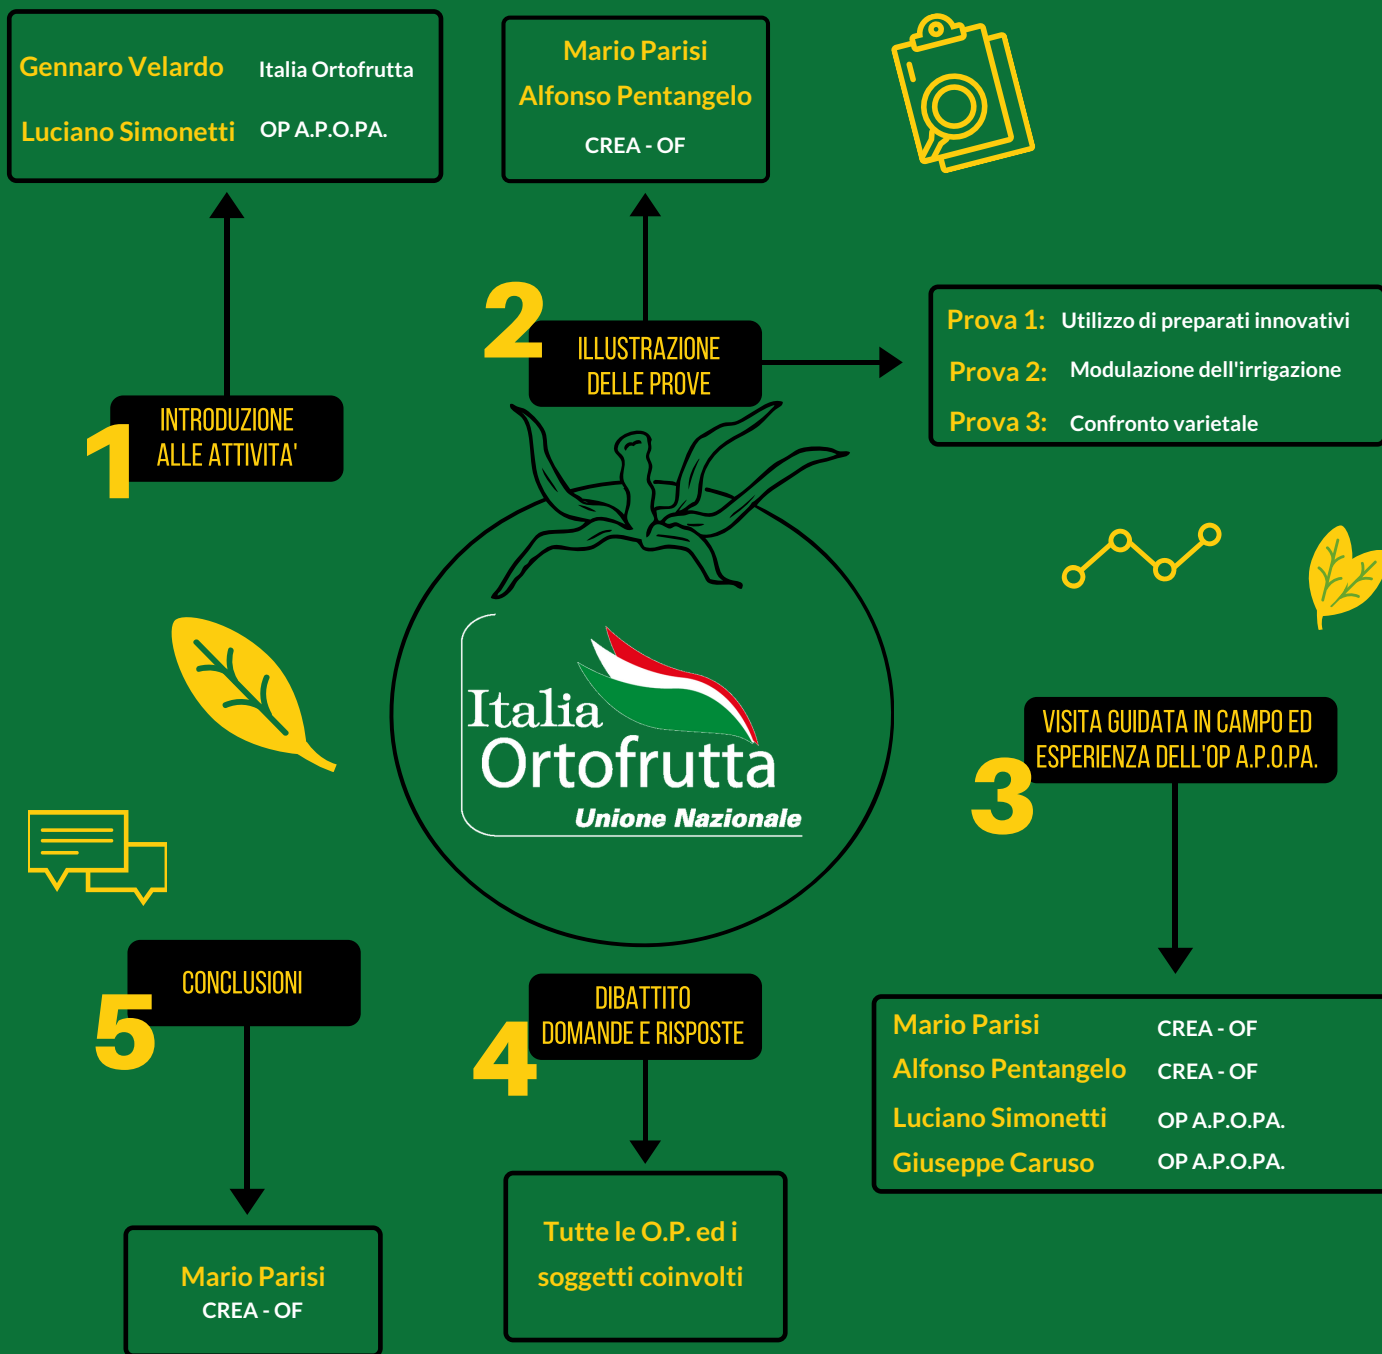 Gennaro Velardo Italia Ortofrutta
Luciano Simonetti OP A.P.O.PA.
1
INTRODUZIONE
ALLE ATTIVITA'
Mario Parisi
Alfonso Pentangelo
CREA - OF
2
ILLUSTRAZIONE
DELLE PROVE
Prova 1: Utilizzo di preparati innovativi
Prova 2: Modulazione dell'irrigazione
Prova 3: Confronto varietale
Italia
Ortofrutta
Unione Nazionale
3
VISITA GUIDATA IN CAMPO ED
ESPERIENZA DELL'OP A.P.O.PA.
Mario Parisi CREA - OF
Alfonso Pentangelo CREA - OF
Luciano Simonetti OP A.P.O.PA.
Giuseppe Caruso OP A.P.O.PA.
4
DIBATTITO
DOMANDE E RISPOSTE
Tutte le O.P. ed i
soggetti coinvolti
5
CONCLUSIONI
Mario Parisi
CREA - OF